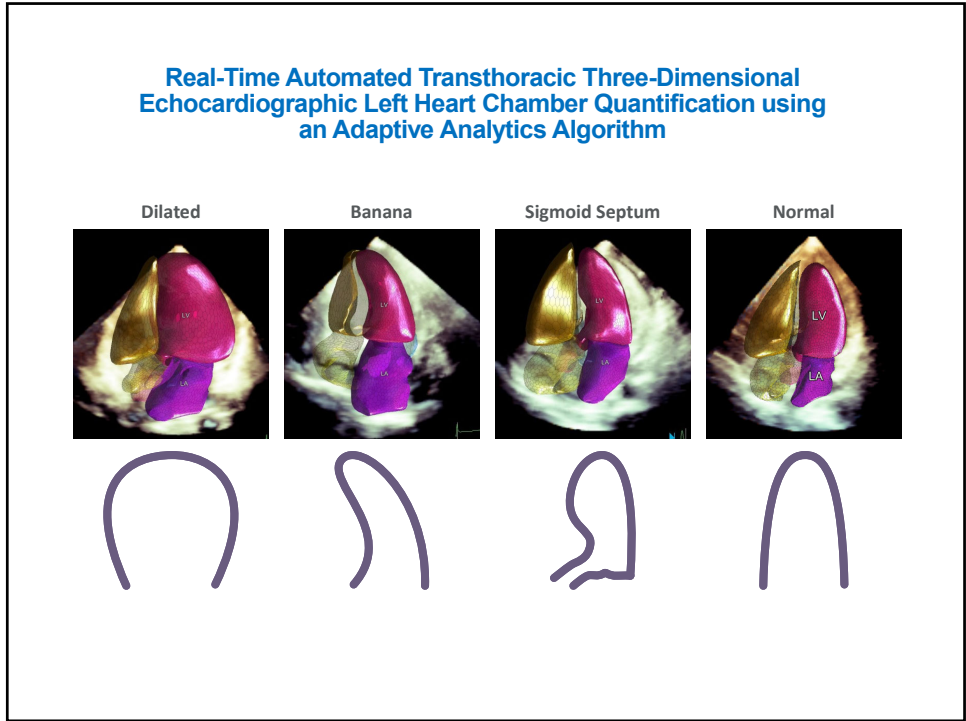 Real-Time Automated Transthoracic Three-Dimensional
Echocardiographic Left Heart Chamber Quantification using
an Adaptive Analytics Algorithm
Dilated
Banana
Sigmoid Septum
Normal
LV
LA
LV
LA
LV
LA
LV
LA